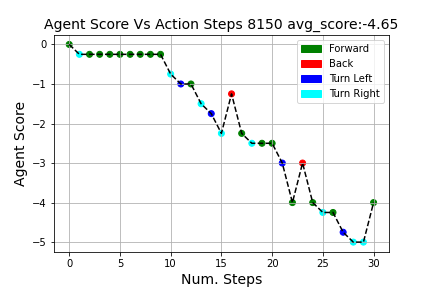 Agent Score Vs Action Steps 8150 avg_score:-4.65
Forward
Back
Turn Left
Turn Right
Agent Score
0
−1
−2
−3
−4
−5
0 5 10 15 20 25 30
Num. Steps